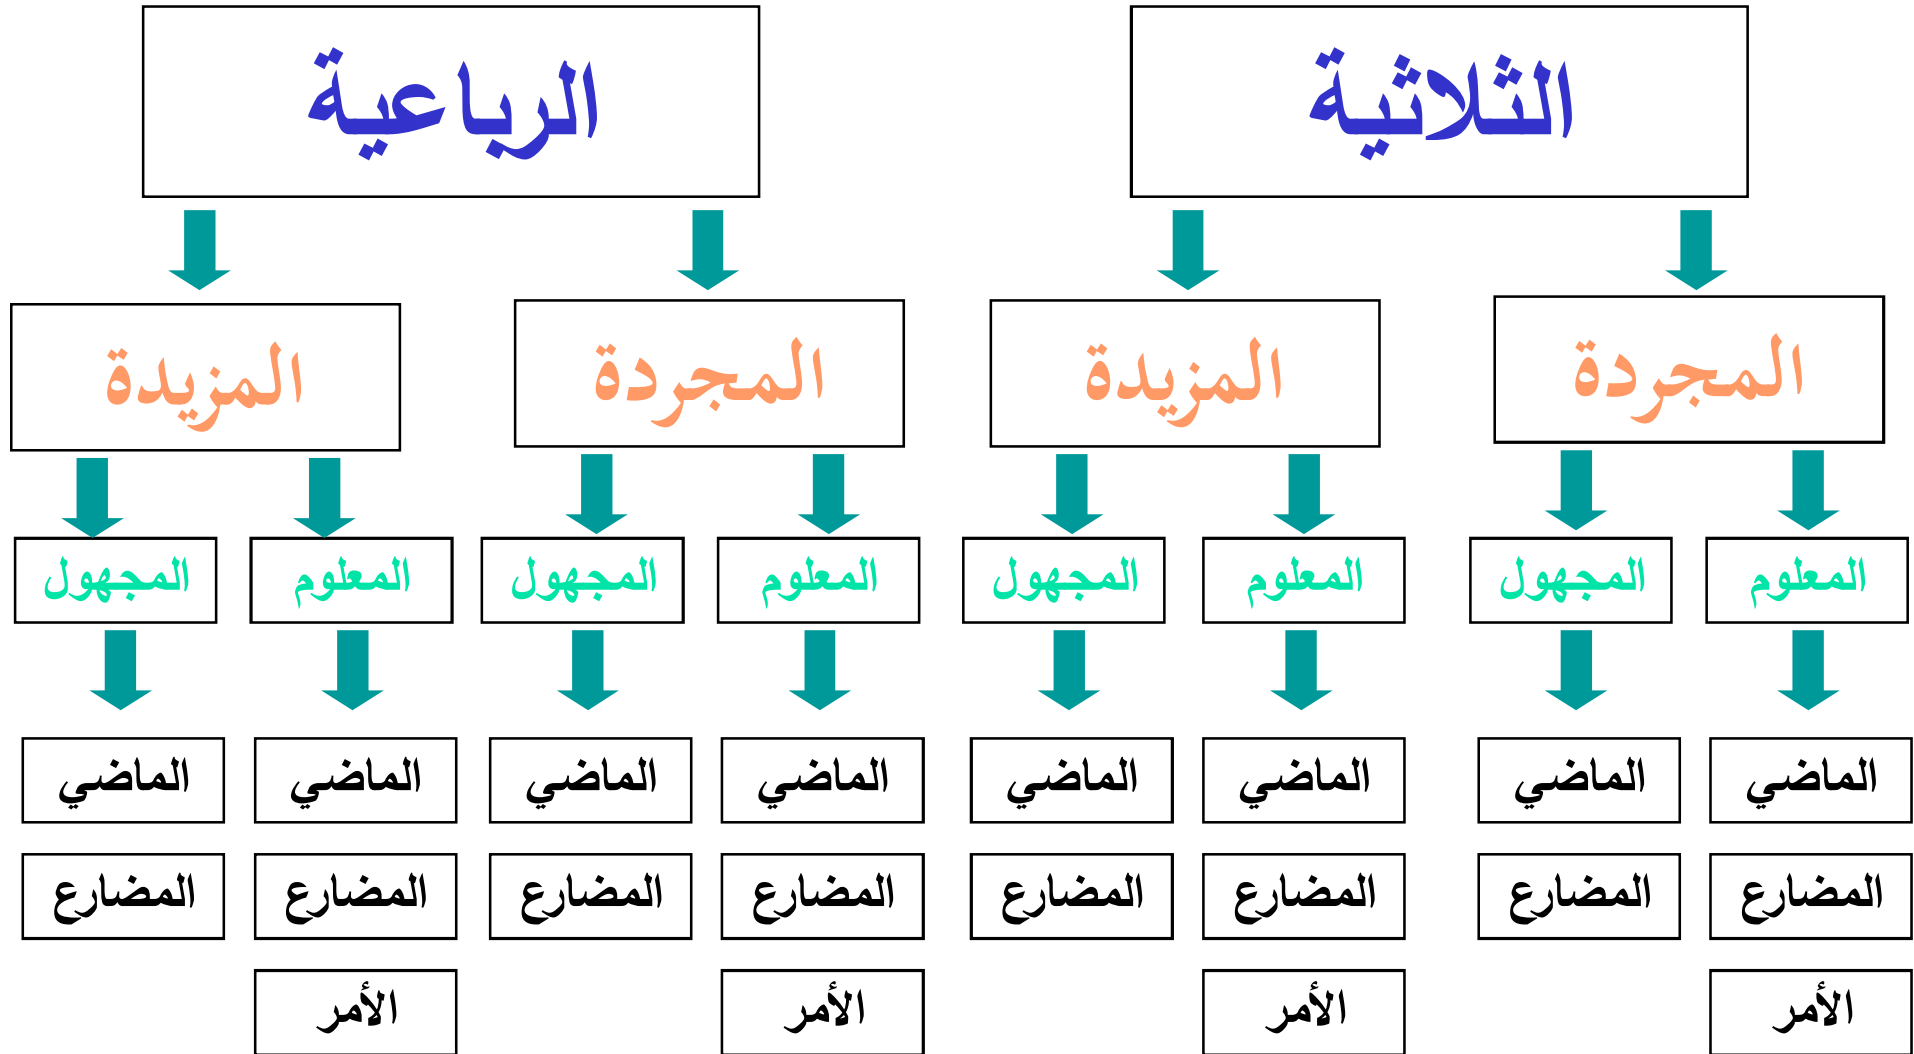 الثلاثية
الرباعية
المجردة
المزيدة
المجردة
المزيدة
المعلوم
المجهول
المعلوم
المجهول
المعلوم
المجهول
المعلوم
المجهول
الماضي
الماضي
الماضي
الماضي
الماضي
الماضي
الماضي
الماضي
المضارع
المضارع
المضارع
المضارع
المضارع
المضارع
المضارع
المضارع
الأمر
الأمر
الأمر
الأمر